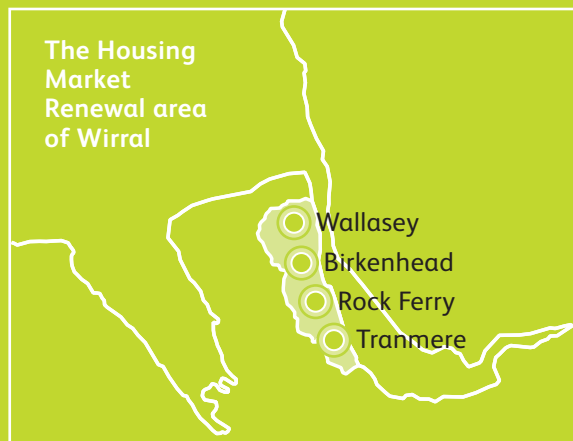 The Housing
Market
Renewal area
of Wirral
Wallasey
Birkenhead
Rock Ferry
Tranmere